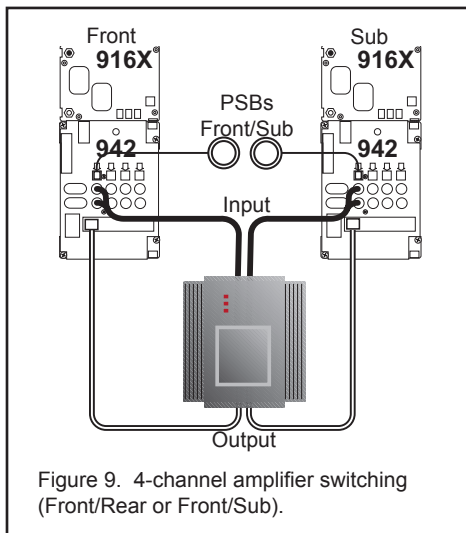 Front
Sub
916X
916X
PSBs
Front/Sub
942
942
Input
Output
Figure 9. 4-channel amplifier switching
(Front/Rear or Front/Sub).